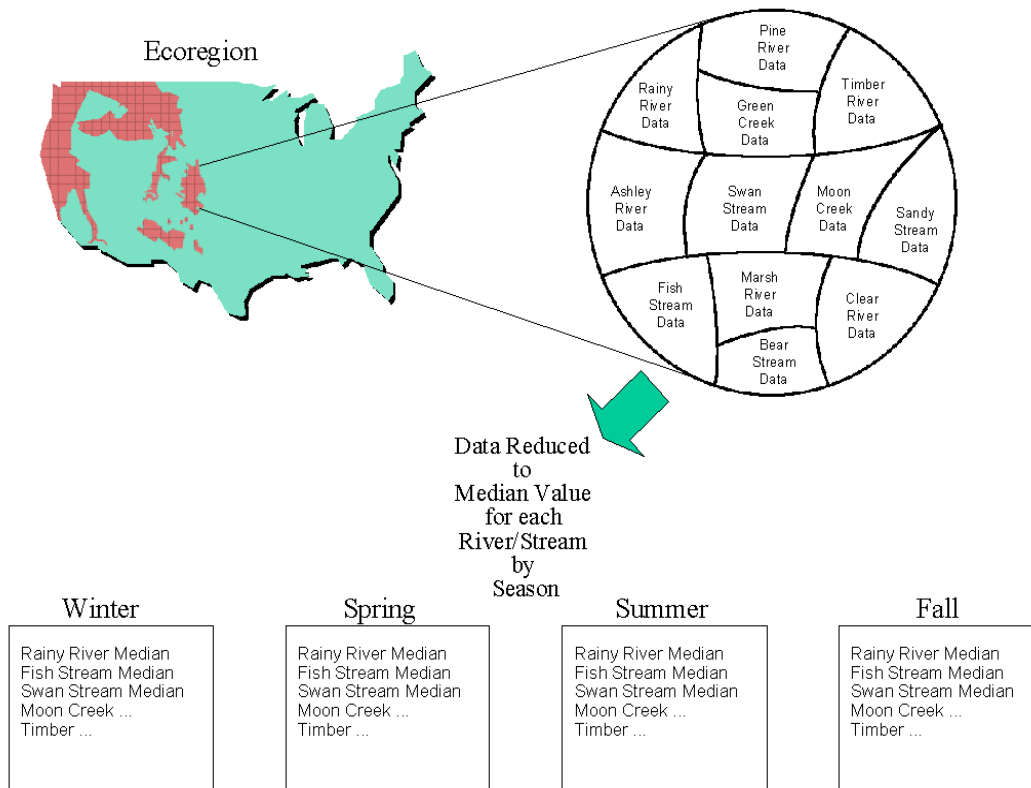 Ecoregion
Pine
River
Data
Rainy
River
Data
Green
Creek
Data
Timber
River
Data
Ashley
River
Data
Swan
Stream
Data
Moon
Creek
Data
Sandy
Stream
Data
Fish
Stream
Data
Marsh
River
Data
Clear
River
Data
Bear
Stream
Data
Data Reduced
to
Median Value
for each
River/Stream
by
Season
Winter
Rainy River Median
Fish Stream Median
Swan Stream Median
Moon Creek ...
Timber ...
Spring
Rainy River Median
Fish Stream Median
Swan Stream Median
Moon Creek ...
Timber ...
Summer
Rainy River Median
Fish Stream Median
Swan Stream Median
Moon Creek ...
Timber ...
Fall
Rainy River Median
Fish Stream Median
Swan Stream Median
Moon Creek ...
Timber ...